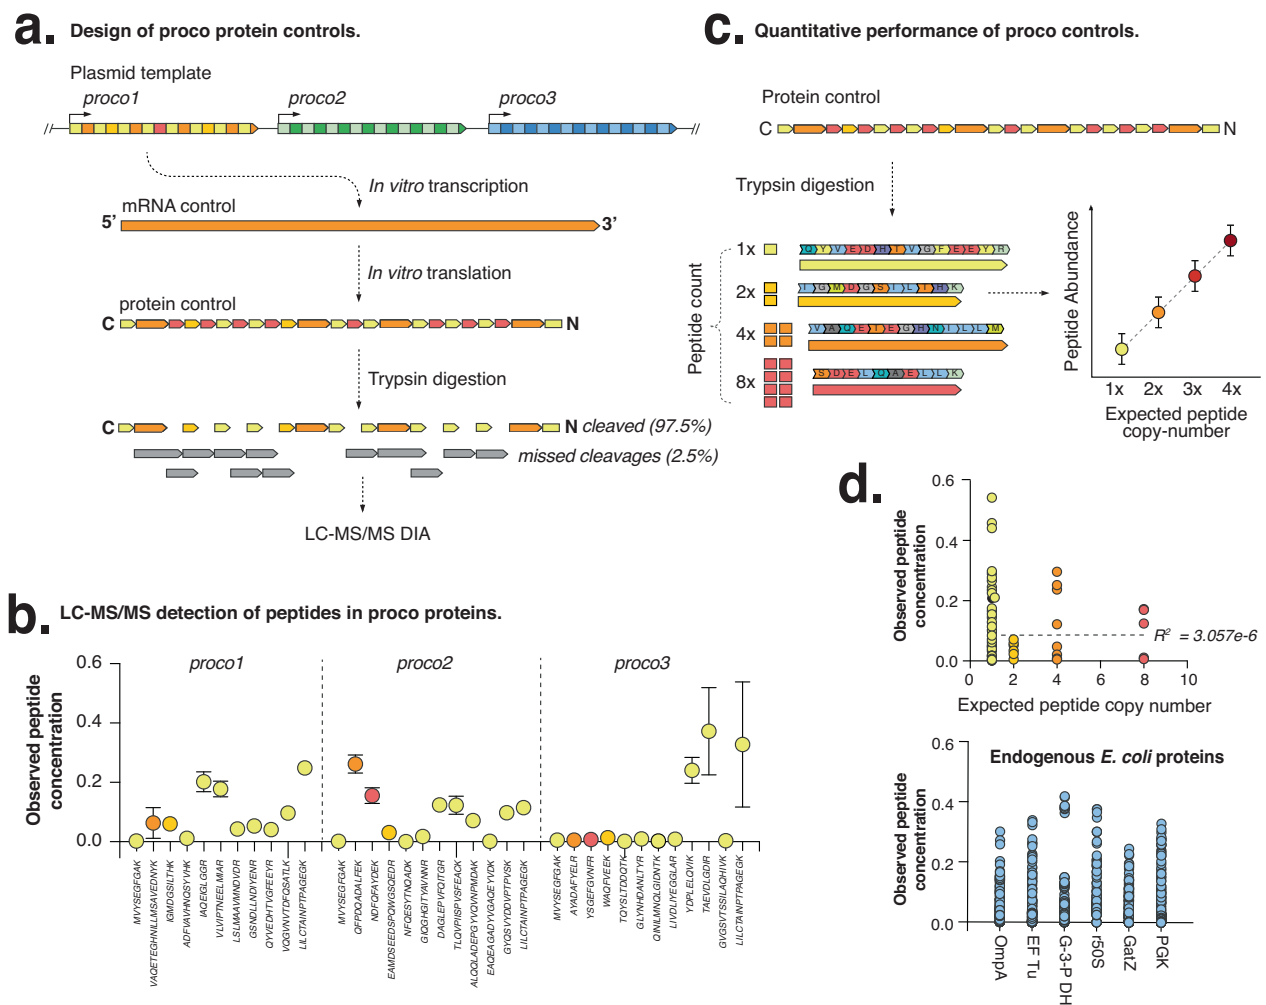 a. Design of proco protein controls.
Plasmid template
proco1 proco2 proco3
// //
In vitro transcription
mRNA control
5’ 3’
In vitro translation
protein control
C N
Trypsin digestion
C N cleaved (97.5%)
missed cleavages (2.5%)
LC-MS/MS DIA
c. Quantitative performance of proco controls.
Protein control
C N
Trypsin digestion
Peptide count
1x
Q Y V E D H T V G F E E Y R
2x
I G M D G S I L T H K
4x
V A Q E T E G H N I L L M
8x
S D E L Q A E L L K
Peptide Abundance
1x 2x 3x 4x
Expected peptide
copy-number
b. LC-MS/MS detection of peptides in proco proteins.
Observed peptide
concentration
0.6
0.4
0.2
0.0
proco1 proco2 proco3
MVYSEGFGAK
VAQETEGHNILLMSAVEDNYK
IGMDGSILTHK
ADFVAVHNQSYVHK
IAQEIGLGGR
VLVIPTNEELMIAR
LSLMAAVMNDVDR
GSNDLLNDIYENR
QYVEDHTVGFEEYR
VQGVNVTDFQSATLK
LILCTAINPTPAGEGK
MVYSEGFGAK
QFPDQADALFEK
NDFQFAYDEK
EAMDSEEDSPQWGSQEDR
NFQESYTNQADK
GIQGHGITYAVNNR
DAGLEPVFQITGR
TLQVPIISPVSFEACK
ALQQLADEPGYVQVNPMDAK
EAQEAGADYVGAQEYVDK
GYQSVYDDVPTPVSK
LILCTAINPTPAGEGK
MVYSEGFGAK
AYADAFYELR
YSGEFGVNFR
WAIQFVEEK
TQYSLTDDQTK
GLYNHDANLTYR
QINILMNQLGIDNTK
LIVDLIYEGGLAR
YDPLELQVIK
TAEVDLGDIR
GVGSVTSSILAQHIVK
LILCTAINPTPAGEGK
d.
Observed peptide
concentration
0.6
0.4
0.2
0.0
R² = 3.057e-6
0 2 4 6 8 10
Expected peptide copy number
Endogenous E. coli proteins
Observed peptide
concentration
0.6
0.4
0.2
0.0
OmpA
EF Tu
G-3-P DH
r50S
GatZ
PGK